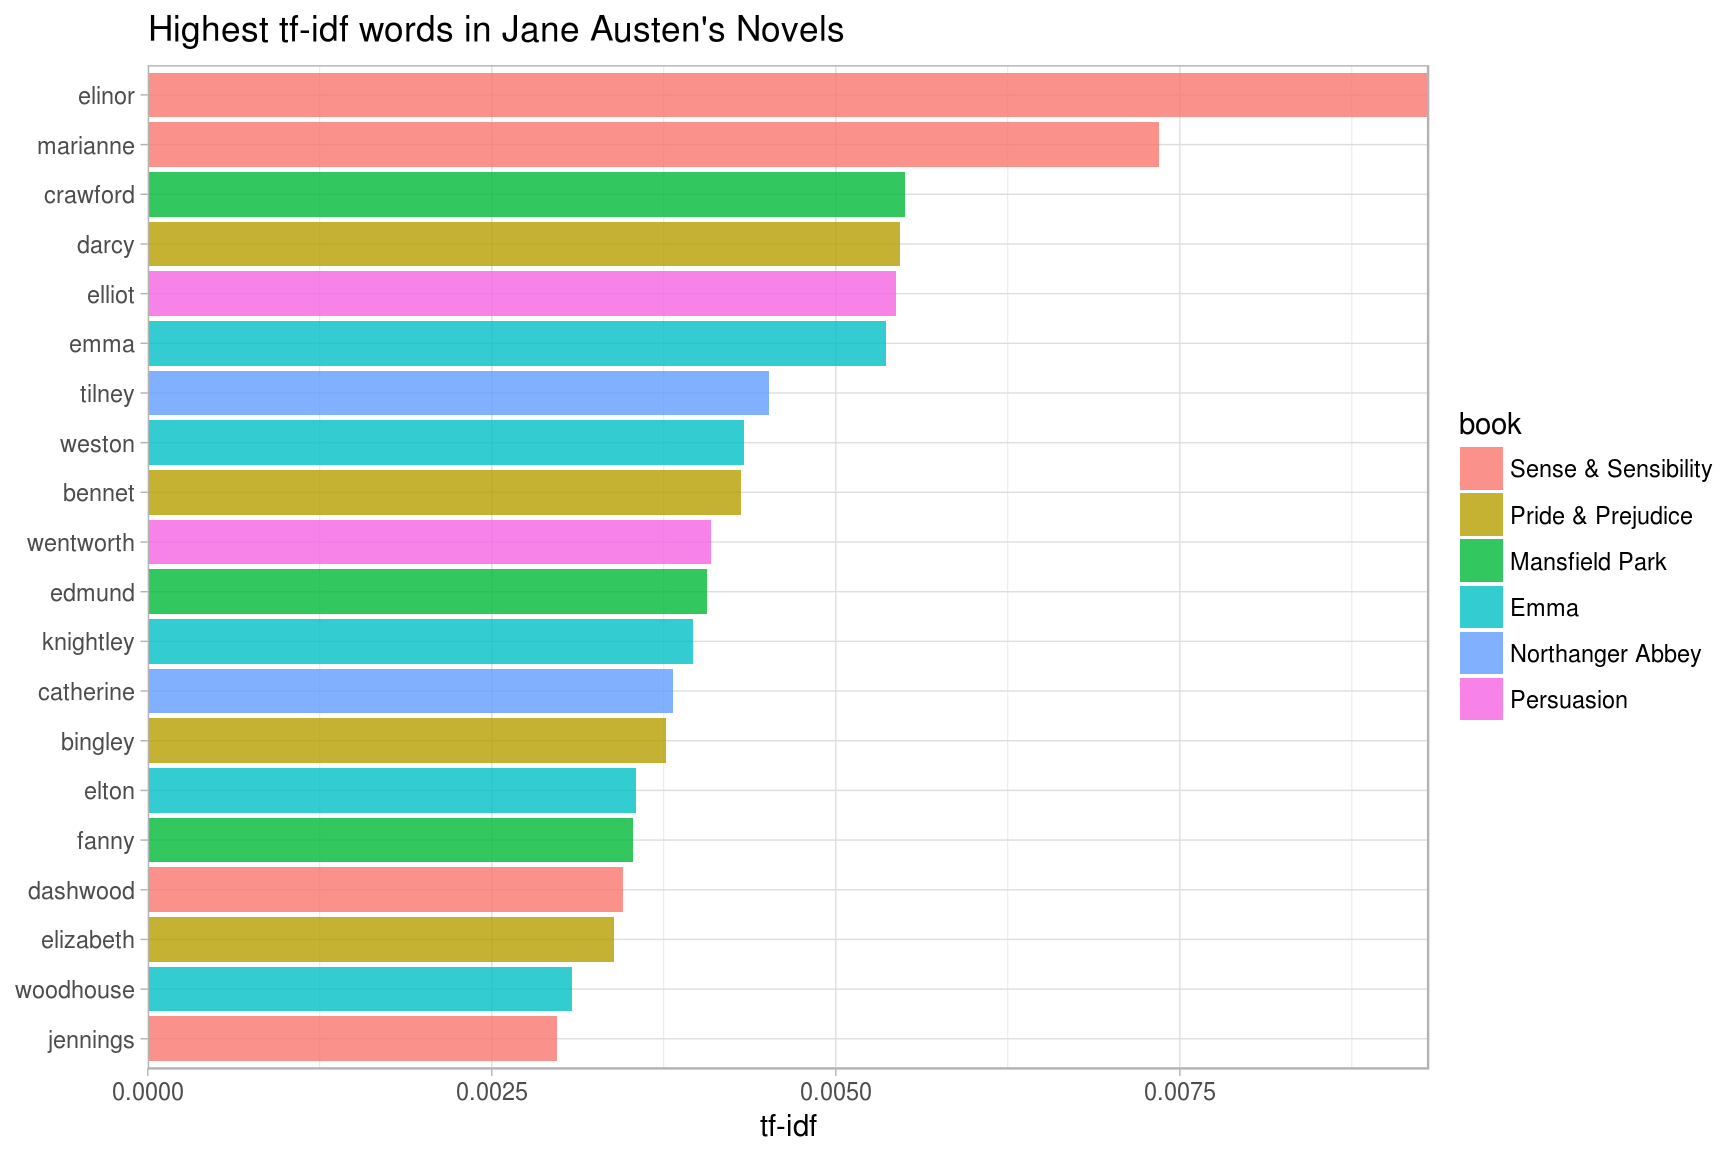 Highest tf-idf words in Jane Austen's Novels
elinor
marianne
crawford
darcy
elliot
emma
tilney
weston
bennet
wentworth
edmund
knightley
catherine
bingley
elton
fanny
dashwood
elizabeth
woodhouse
jennings
0.0000 0.0025 0.0050 0.0075
tf-idf
book
Sense & Sensibility
Pride & Prejudice
Mansfield Park
Emma
Northanger Abbey
Persuasion